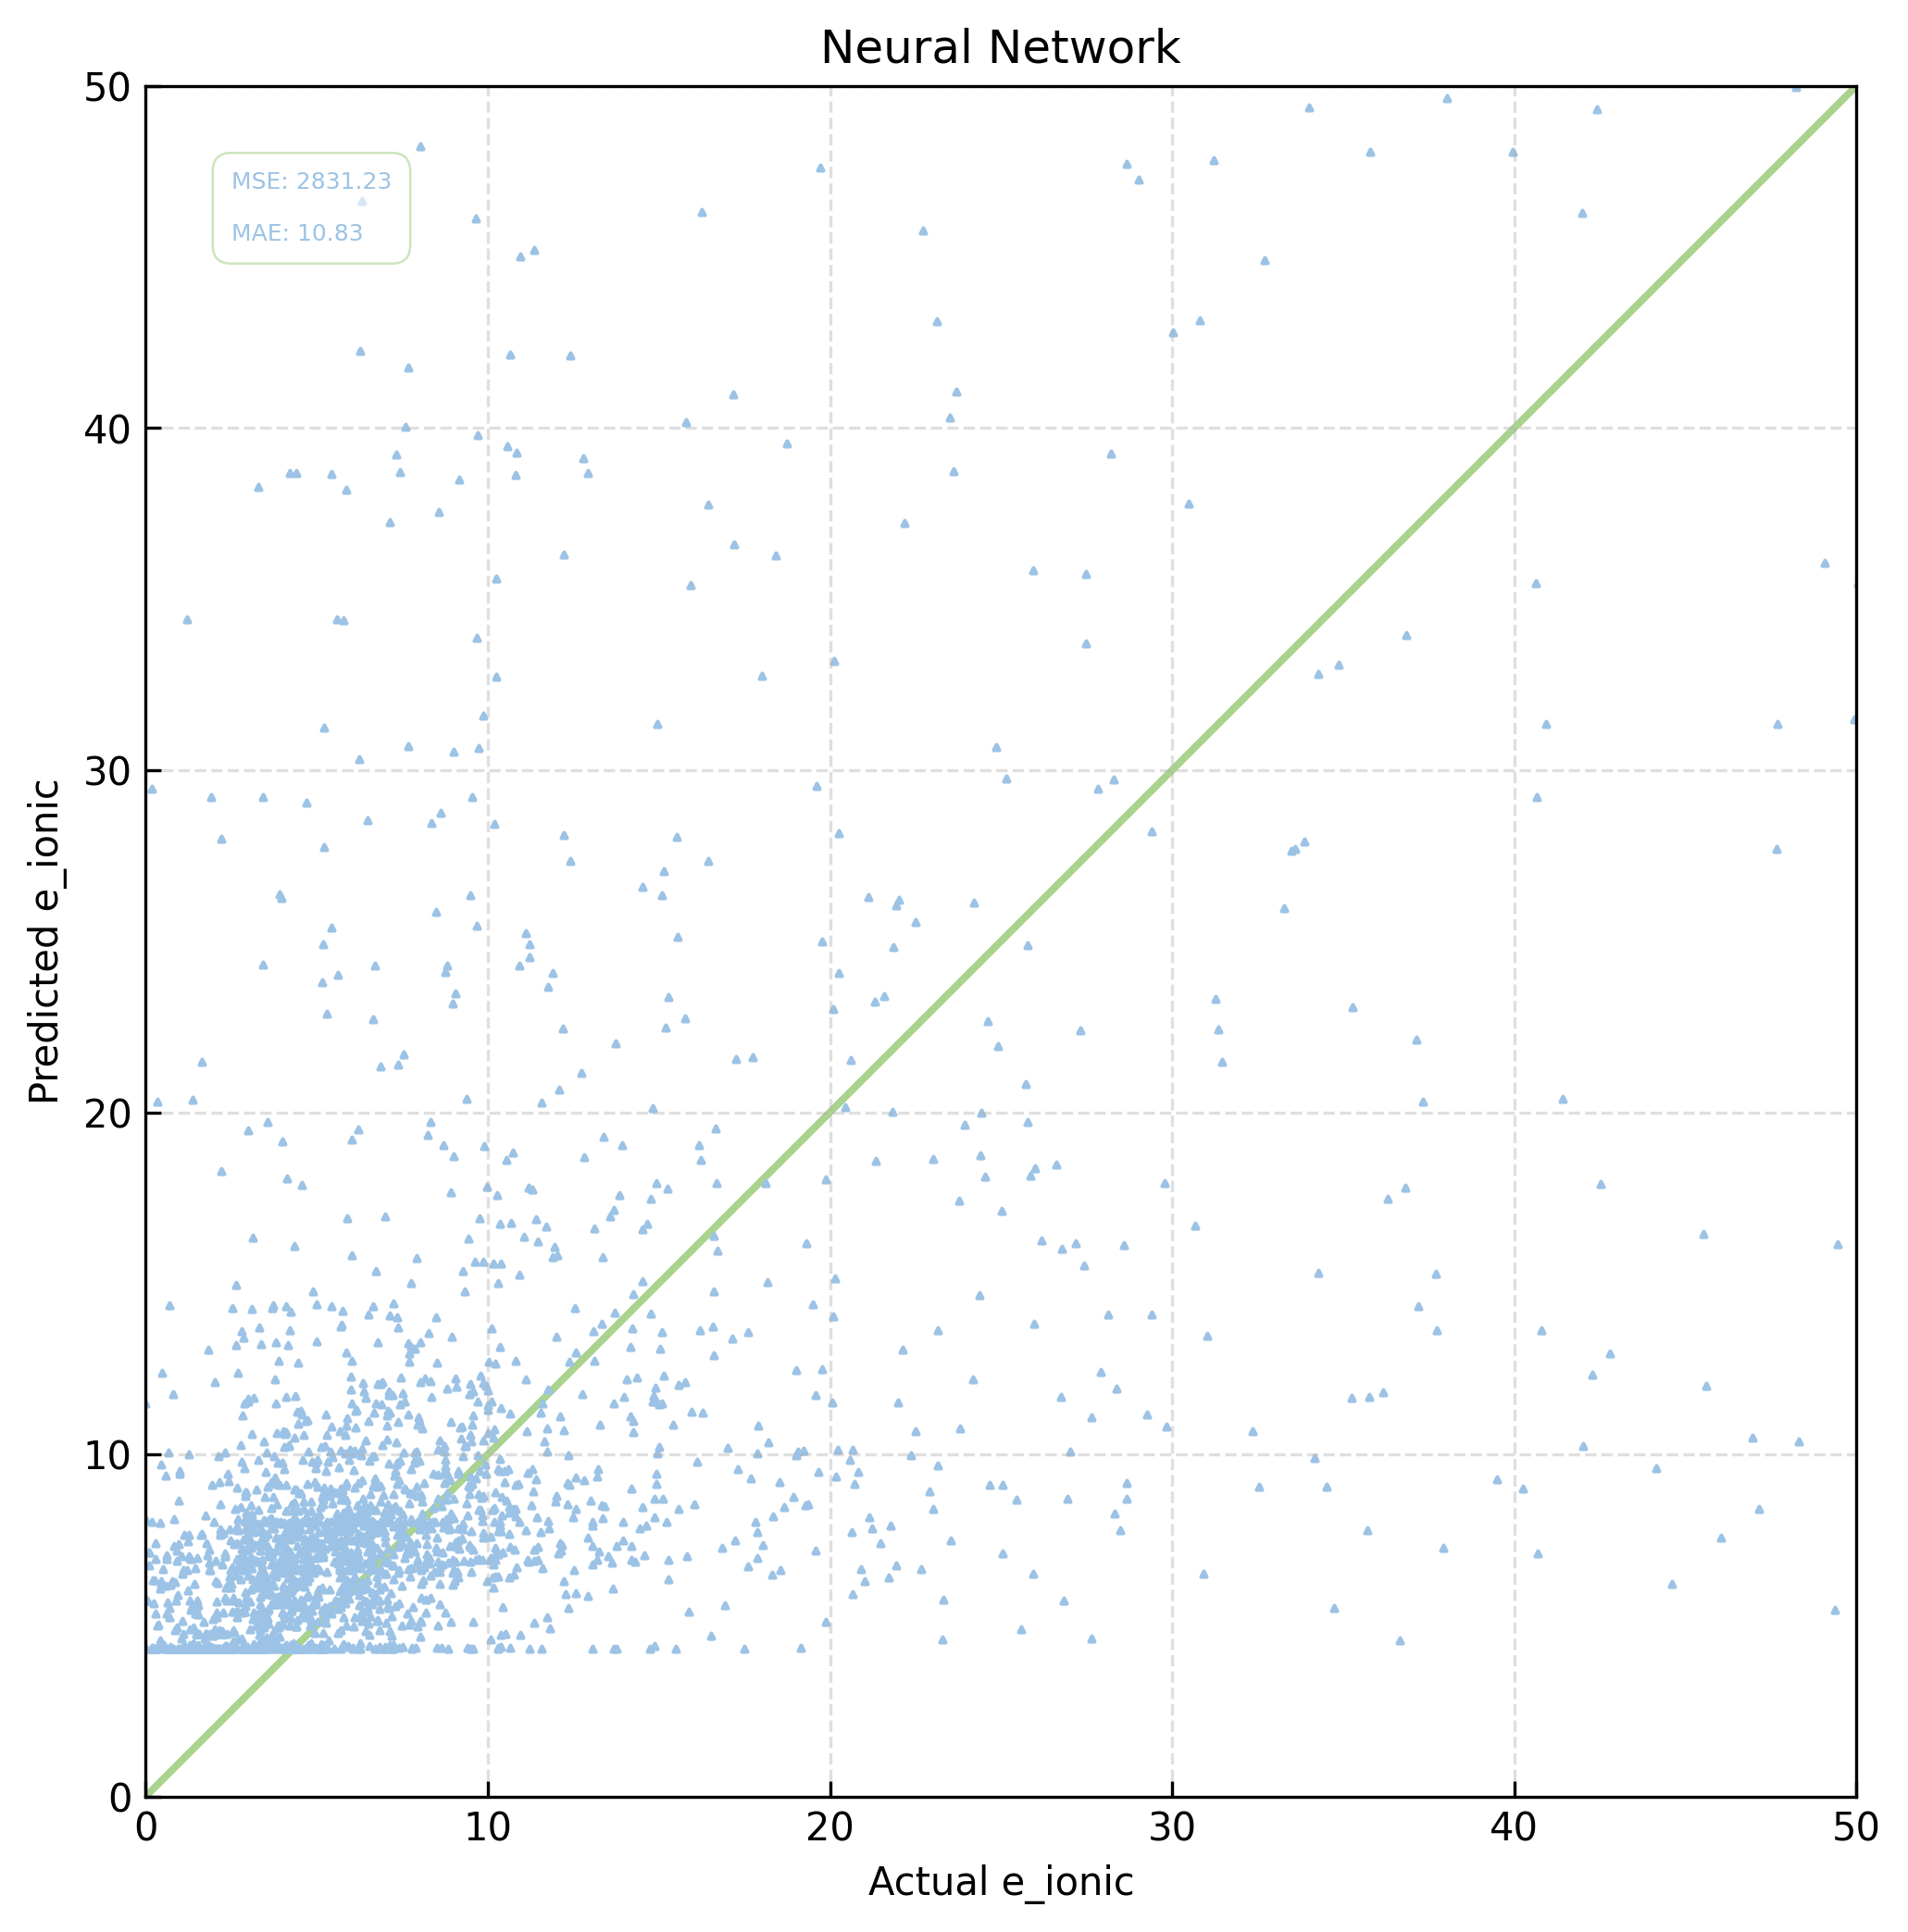 Neural Network
MSE: 2831.23
MAE: 10.83
Predicted e_ionic
50
40
30
20
10
0
0 10 20 30 40 50
Actual e_ionic